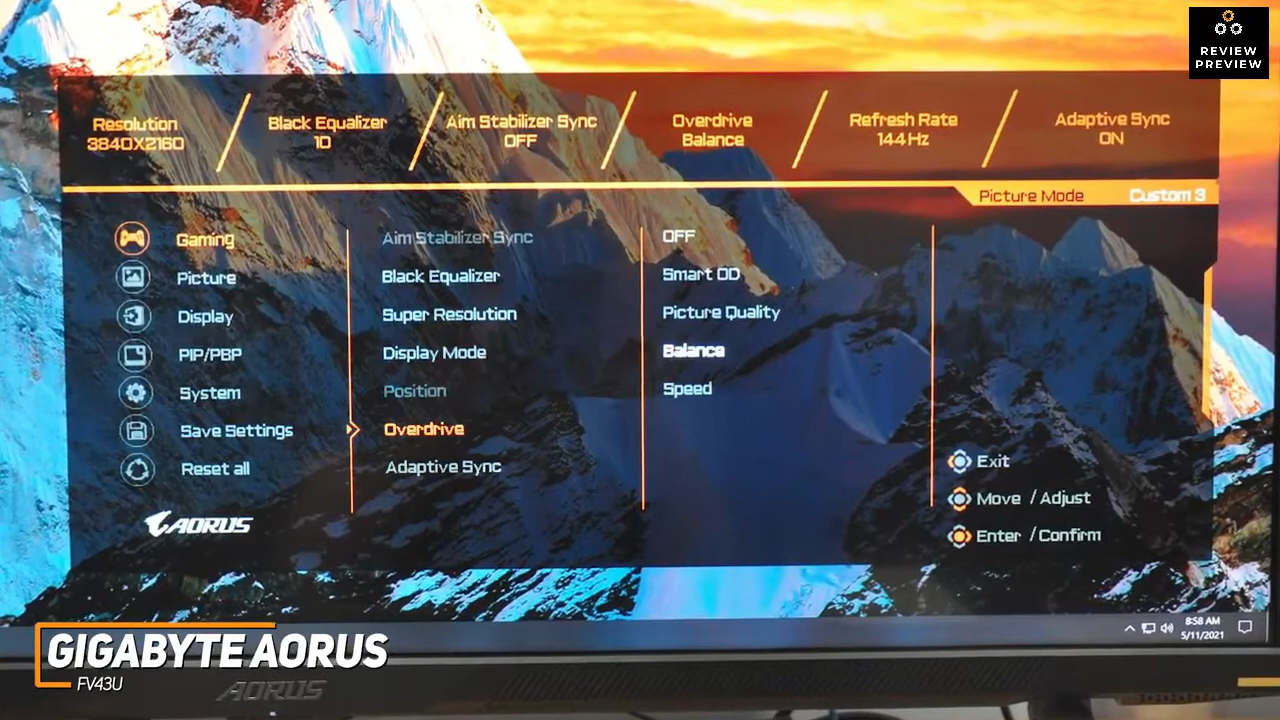 REVIEW
PREVIEW
Resolution
3840X2160
Black Equalizer
10
Aim Stabilizer Sync
OFF
Overdrive
Balance
Refresh Rate
144Hz
Adaptive Sync
ON
Picture Mode Custom 3
Gaming
Picture
Display
PIP/PBP
System
Save Settings
Reset all
AORUS
Aim Stabilizer Sync
Black Equalizer
Super Resolution
Display Mode
Position
Overdrive
Adaptive Sync
OFF
Smart OD
Picture Quality
Balance
Speed
Exit
Move / Adjust
Enter / Confirm
8:58 AM
5/11/2021
GIGABYTE AORUS
FV43U
AORUS